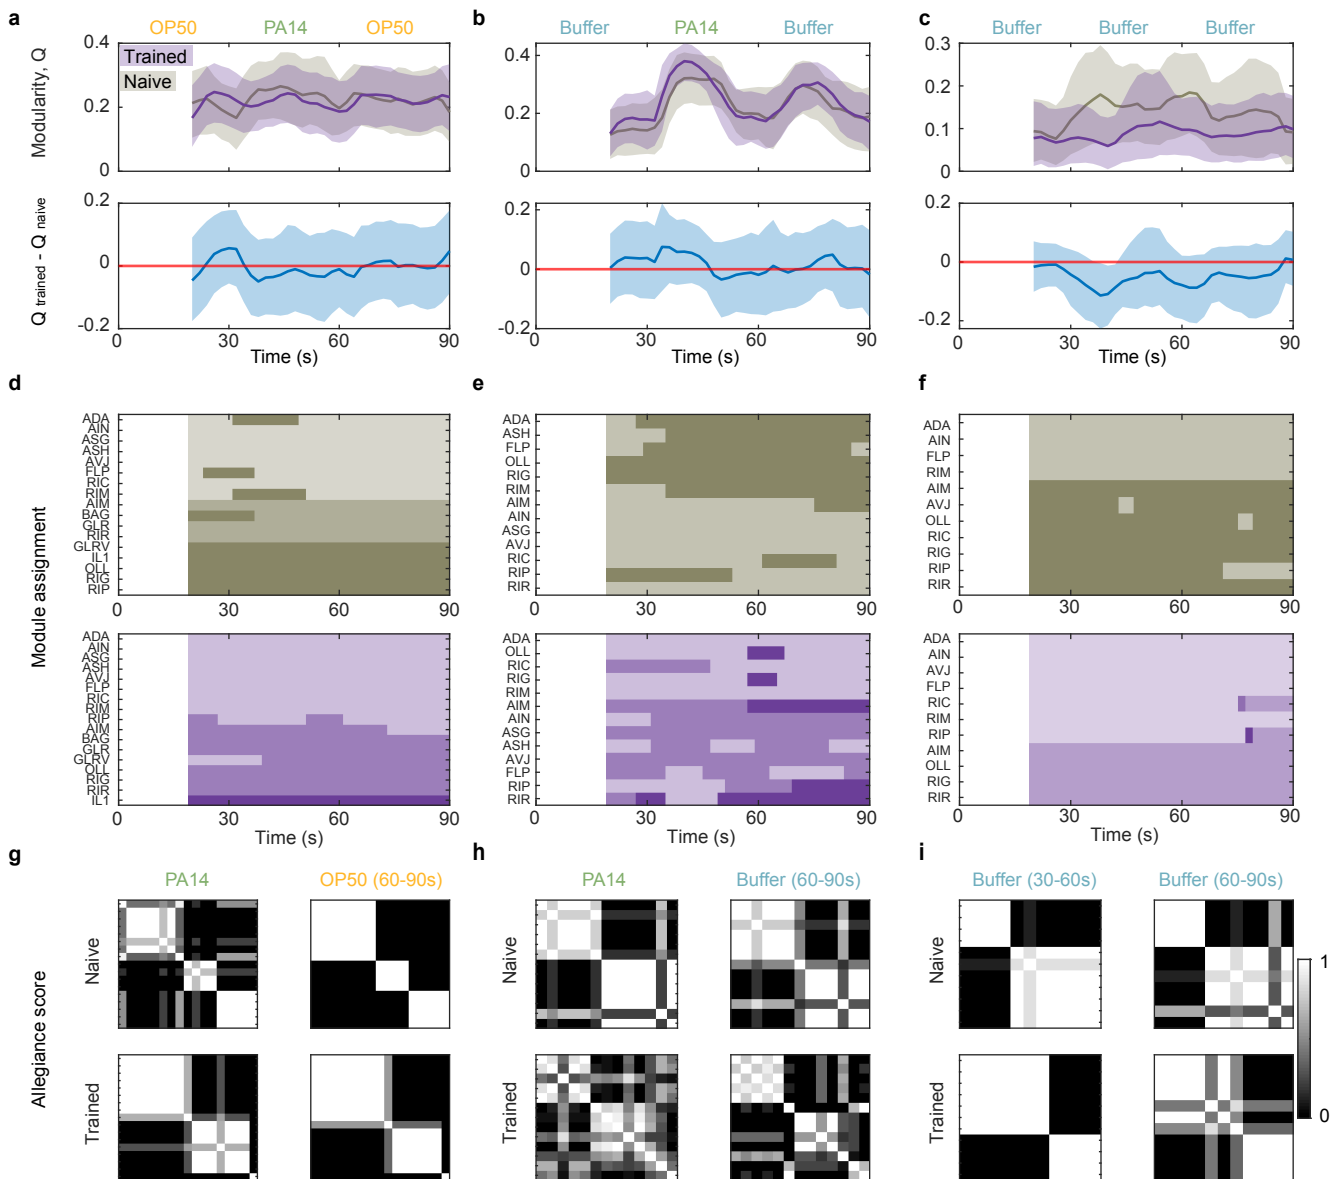 a
OP50 PA14 OP50
b
Buffer PA14 Buffer
c
Buffer Buffer Buffer
Modularity, Q
0.4
0.2
0
Trained
Naive
0.4
0.2
0
0.3
0.2
0.1
0
Q trained - Q naive
0.2
0
-0.2
0 30 60 90
Time (s)
0.2
0
-0.2
0 30 60 90
Time (s)
0.2
0
-0.2
0 30 60 90
Time (s)
Module assignment
d
ADA
AIN
ASG
ASH
AVJ
FLP
RIC
RIM
AIM
BAG
GLR
RIR
GLRV
IL1
OLL
RIG
RIP
0 30 60 90
ADA
AIN
ASG
ASH
AVJ
FLP
RIC
RIM
RIP
AIM
BAG
GLR
GLRV
OLL
RIG
RIR
IL1
0 30 60 90
Time (s)
e
ADA
ASH
FLP
OLL
RIG
RIM
AIM
AIN
ASG
AVJ
RIC
RIP
RIR
0 30 60 90
ADA
OLL
RIC
RIG
RIM
AIM
AIN
ASG
ASH
AVJ
FLP
RIP
RIR
0 30 60 90
Time (s)
f
ADA
AIN
FLP
RIM
AIM
AVJ
OLL
RIC
RIG
RIP
RIR
0 30 60 90
ADA
AIN
AVJ
FLP
RIC
RIM
RIP
AIM
OLL
RIG
RIR
0 30 60 90
Time (s)
Allegiance score
g
PA14 OP50 (60-90s)
Naive
Trained
h
PA14 Buffer (60-90s)
Naive
Trained
i
Buffer (30-60s) Buffer (60-90s)
Naive
Trained
1
0